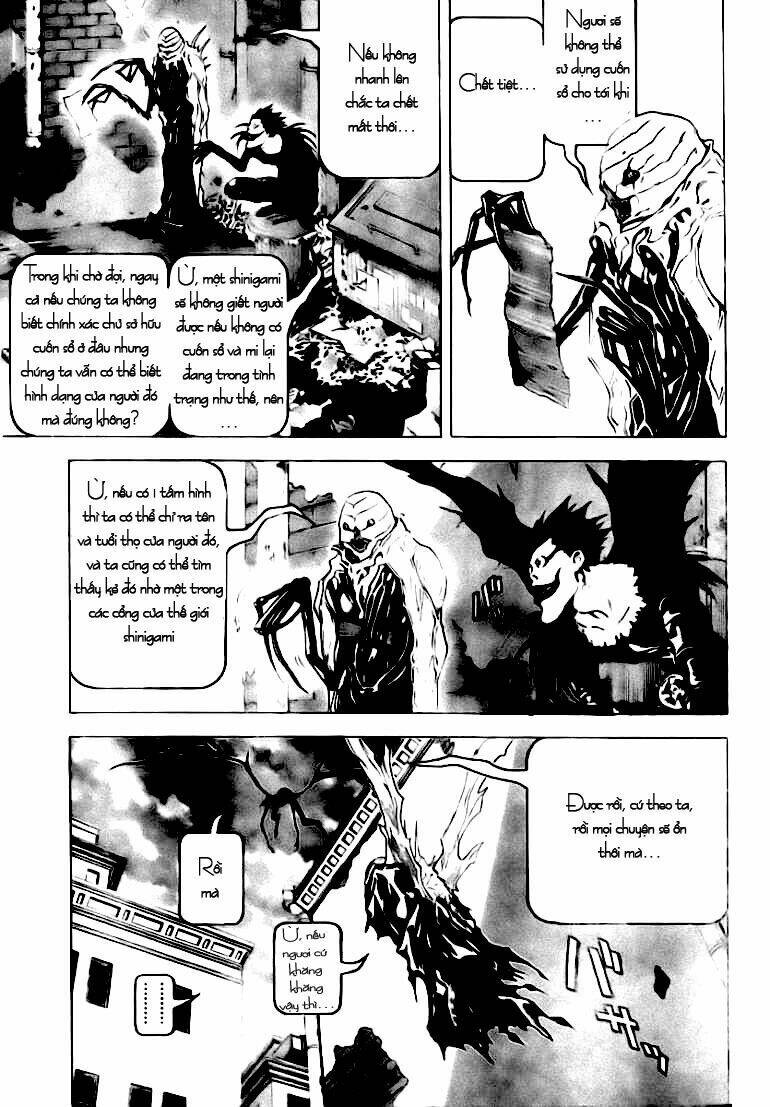 Ngươi sẽ
không thể
sử dụng cuốn
sổ cho tới khi
...
Chết tiệt...
Nếu không
nhanh lên
chắc ta chết
mất thôi...
Ừ, một shinigami
sẽ không giết người
được nếu không có
cuốn sổ và mi lại
đang trong tình
trạng như thế, nên
...
Trong khi chờ đợi, ngay
cả nếu chúng ta không
biết chính xác chủ sở hữu
cuốn sổ ở đâu nhưng
chúng ta vẫn có thể biết
hình dạng của người đó
mà đúng không?
Ừ, nếu có 1 tấm hình
thì ta có thể chỉ ra tên
và tuổi thọ của người đó,
và ta cũng có thể tìm
thấy kẻ đó nhờ một trong
các cổng của thế giới
shinigami
Được rồi, cứ theo ta,
rồi mọi chuyện sẽ ổn
thôi mà...
Rồi
mà
Ừ, nếu
ngươi cứ
khăng
khăng
vậy thì...
バサッ